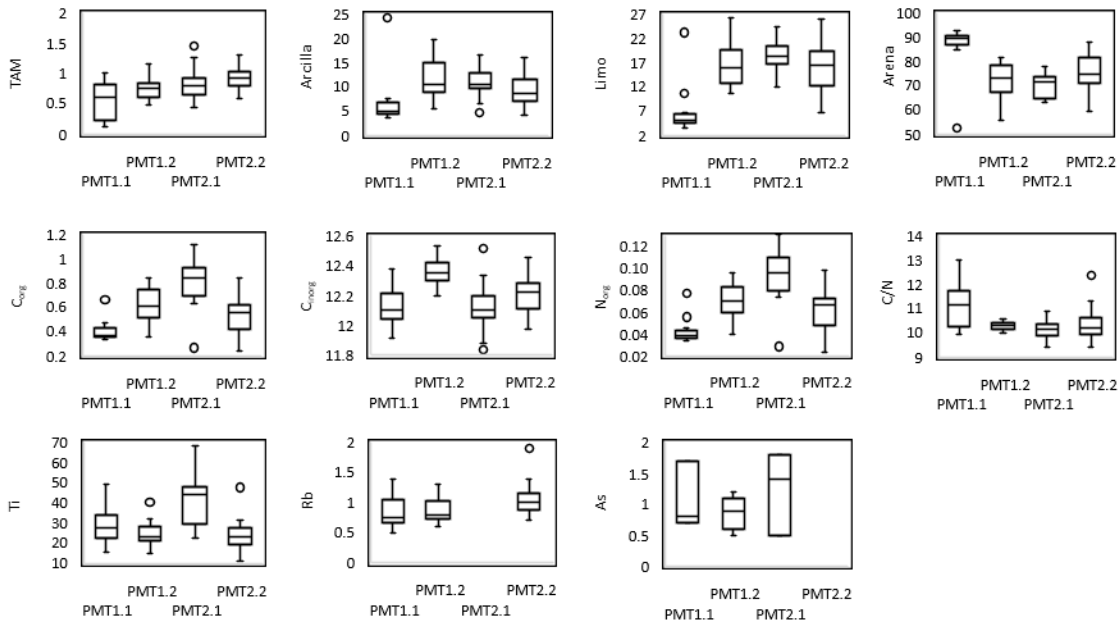 TAM
2
1.5
1
0.5
0
PMT1.2 PMT2.2
PMT1.1 PMT2.1
Arcilla
25
20
15
10
5
0
PMT1.2 PMT2.2
PMT1.1 PMT2.1
Limo
27
22
17
12
7
2
PMT1.2 PMT2.2
PMT1.1 PMT2.1
Arena
100
90
80
70
60
50
PMT1.2 PMT2.2
PMT1.1 PMT2.1
Corg
1.2
1
0.8
0.6
0.4
0.2
PMT1.2 PMT2.2
PMT1.1 PMT2.1
Cinorg
12.6
12.4
12.2
12
11.8
PMT1.2 PMT2.2
PMT1.1 PMT2.1
Norg
0.12
0.10
0.08
0.06
0.04
0.02
PMT1.2 PMT2.2
PMT1.1 PMT2.1
C/N
14
13
12
11
10
9
PMT1.2 PMT2.2
PMT1.1 PMT2.1
Ti
70
60
50
40
30
20
10
PMT1.2 PMT2.2
PMT1.1 PMT2.1
Rb
2
1.5
1
0.5
0
PMT1.2 PMT2.2
PMT1.1 PMT2.1
As
2
1.5
1
0.5
0
PMT1.2 PMT2.2
PMT1.1 PMT2.1